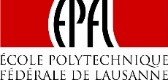 EPFL
ÉCOLE POLYTECHNIQUE
FÉDÉRALE DE LAUSANNE